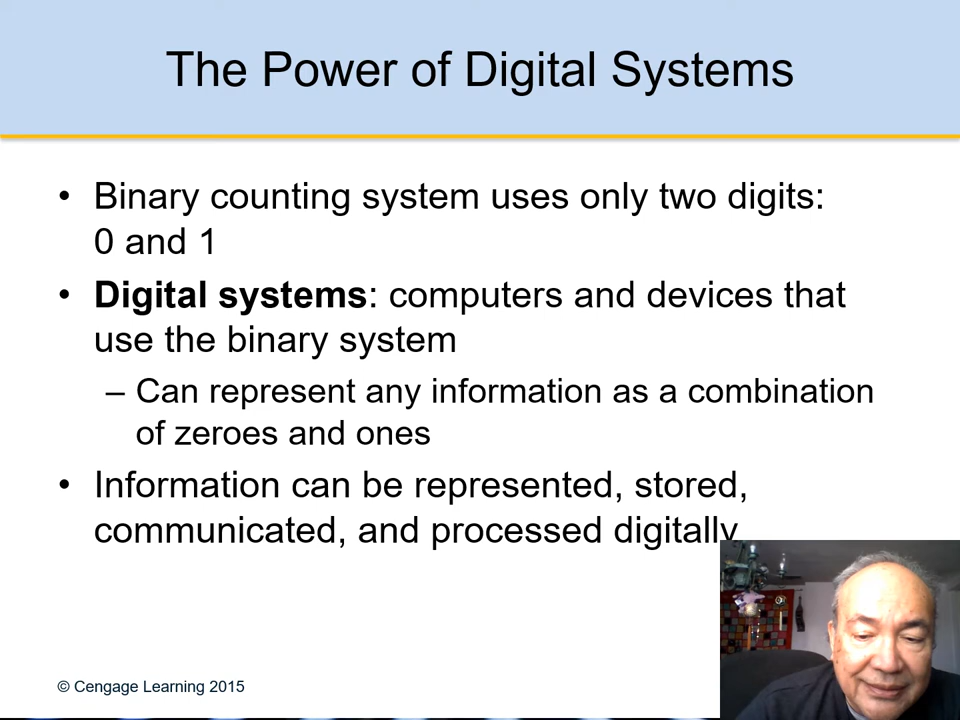 The Power of Digital Systems
• Binary counting system uses only two digits:
0 and 1
• Digital systems: computers and devices that
use the binary system
– Can represent any information as a combination
of zeroes and ones
• Information can be represented, stored,
communicated, and processed digitally
© Cengage Learning 2015